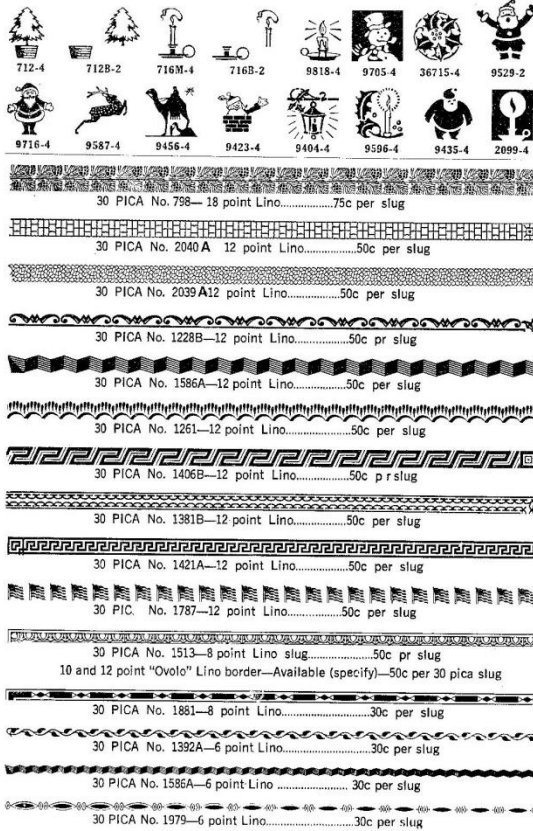 712-4 712B-2 716M-4 716B-2 9818-4 9705-4 36715-4 9529-2
9716-4 9587-4 9456-4 9423-4 9404-4 9596-4 9435-4 2099-4
30 PICA No. 798— 18 point Lino................75c per slug
30 PICA No. 2040 A 12 point Lino................50c per slug
30 PICA No. 2039 A12 point Lino................50c per slug
30 PICA No. 1228B—12 point Lino................50c pr slug
30 PICA No. 1586A—12 point Lino................50c per slug
30 PICA No. 1261—12 point Lino................50c per slug
30 PICA No. 1406B—12 point Lino................50c p r slug
30 PICA No. 1381B—12 point Lino................50c per slug
30 PICA No. 1421A—12 point Lino................50c per slug
30 PIC. No. 1787—12 point Lino................50c per slug
30 PICA No. 1513—8 point Lino slug................50c pr slug
10 and 12 point "Ovolo" Lino border—Available (specify)—50c per 30 pica slug
30 PICA No. 1881—8 point Lino................30c per slug
30 PICA No. 1392A—6 point Lino................30c per slug
30 PICA No. 1586A—6 point Lino ................ 30c per slug
30 PICA No. 1979—6 point Lino................30c per slug